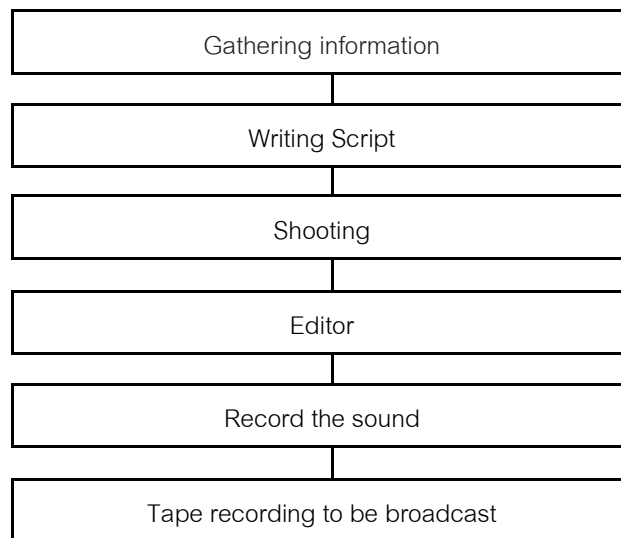 Gathering information
Writing Script
Shooting
Editor
Record the sound
Tape recording to be broadcast